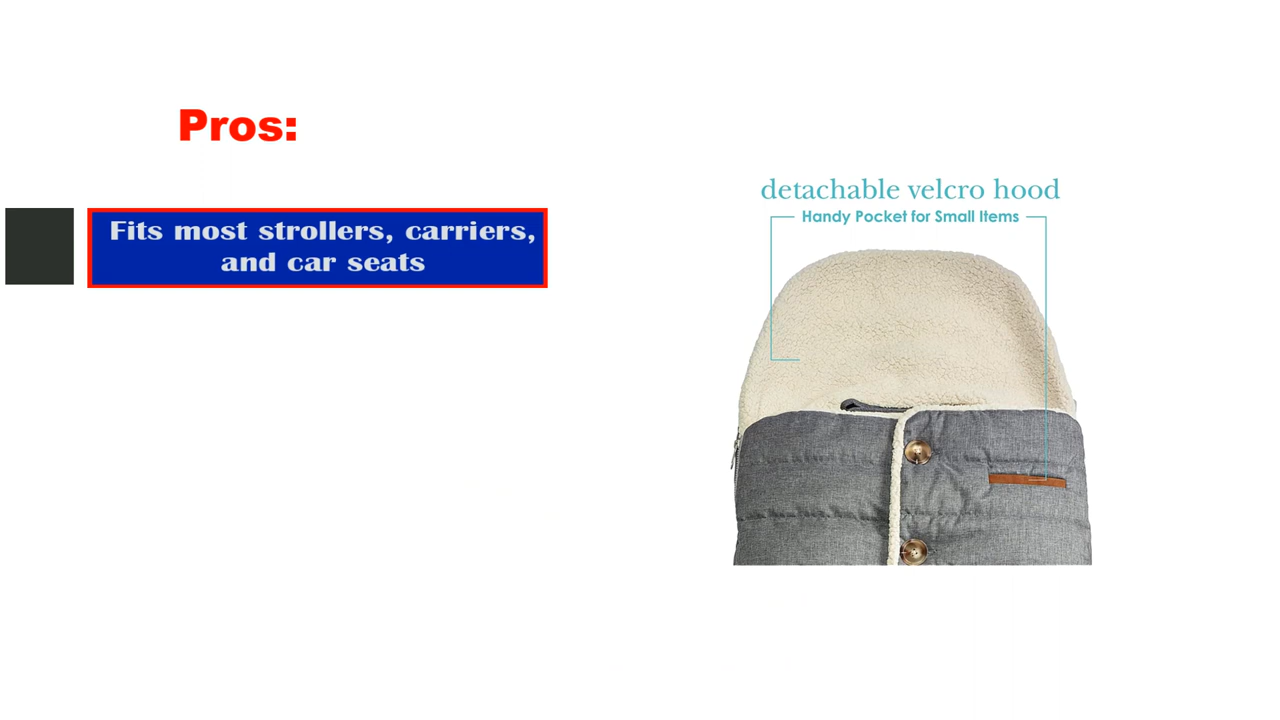 Pros:
Fits most strollers, carriers,
and car seats
detachable velcro hood
Handy Pocket for Small Items